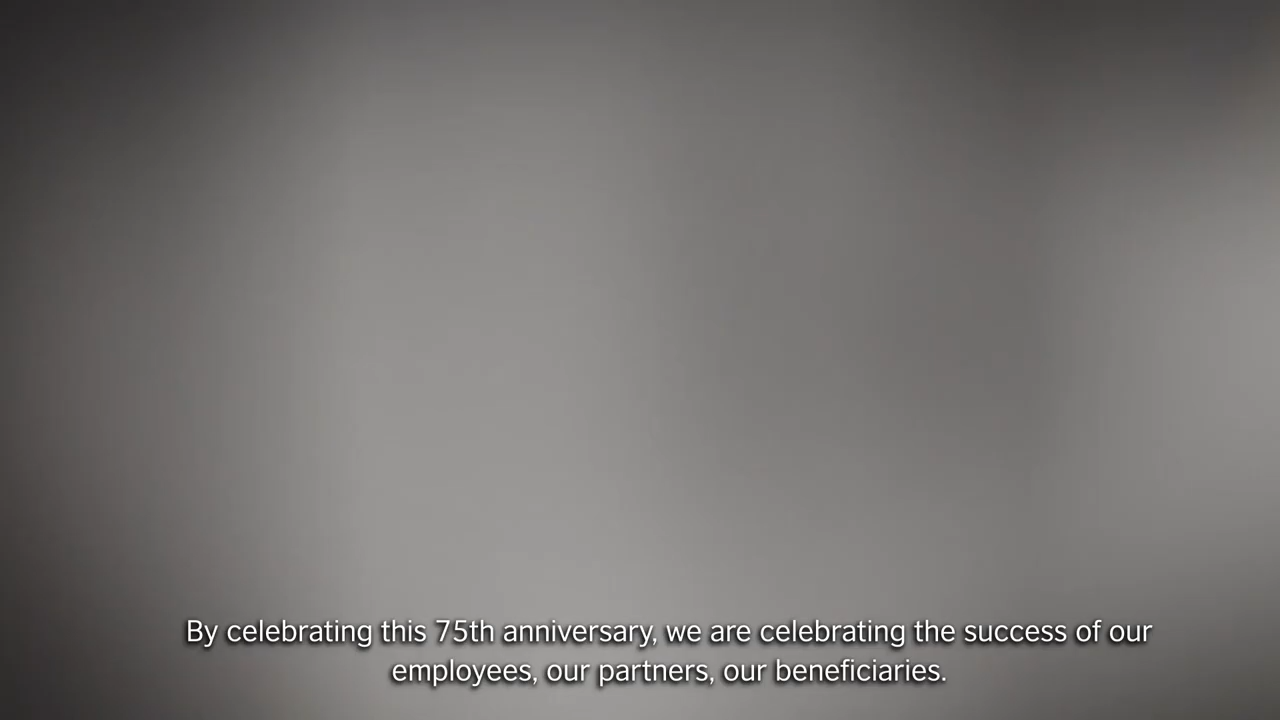 By celebrating this 75th anniversary, we are celebrating the success of our
employees, our partners, our beneficiaries.